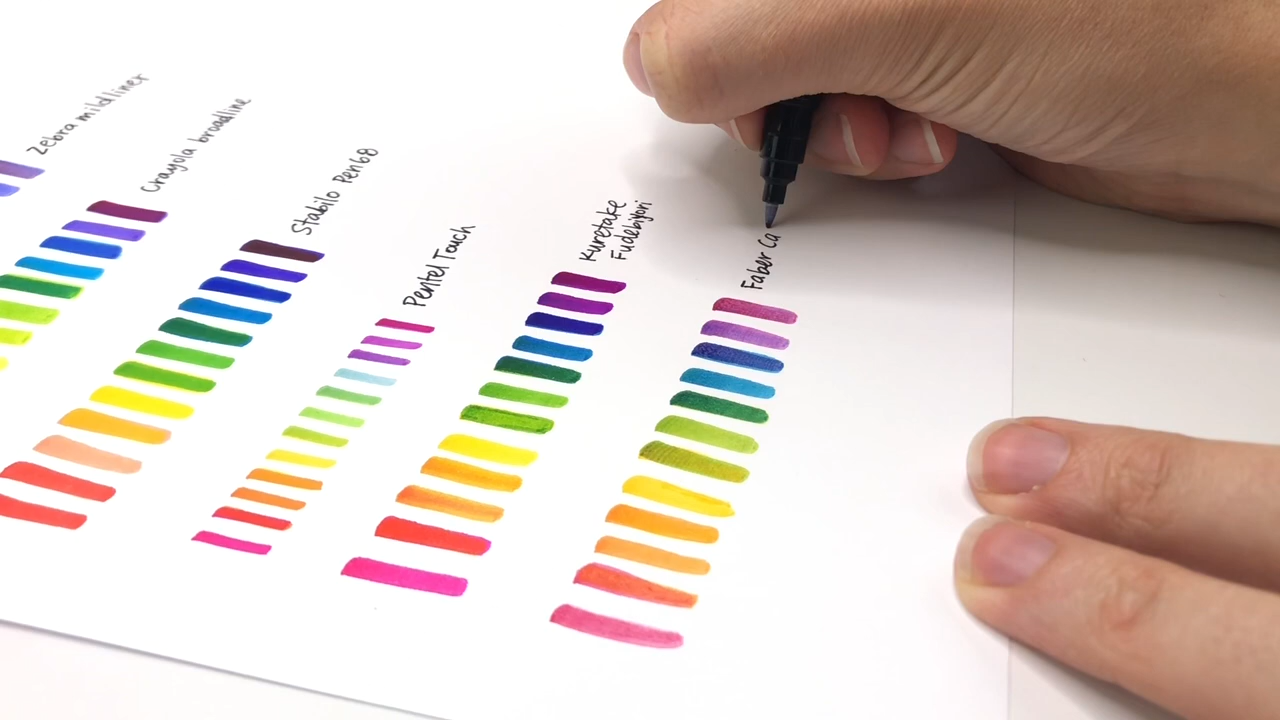 Zebra mildliner
Crayola broadline
Stabilo Pen68
Pentel Touch
Kuretake
Fudebiyori
Faber Ca